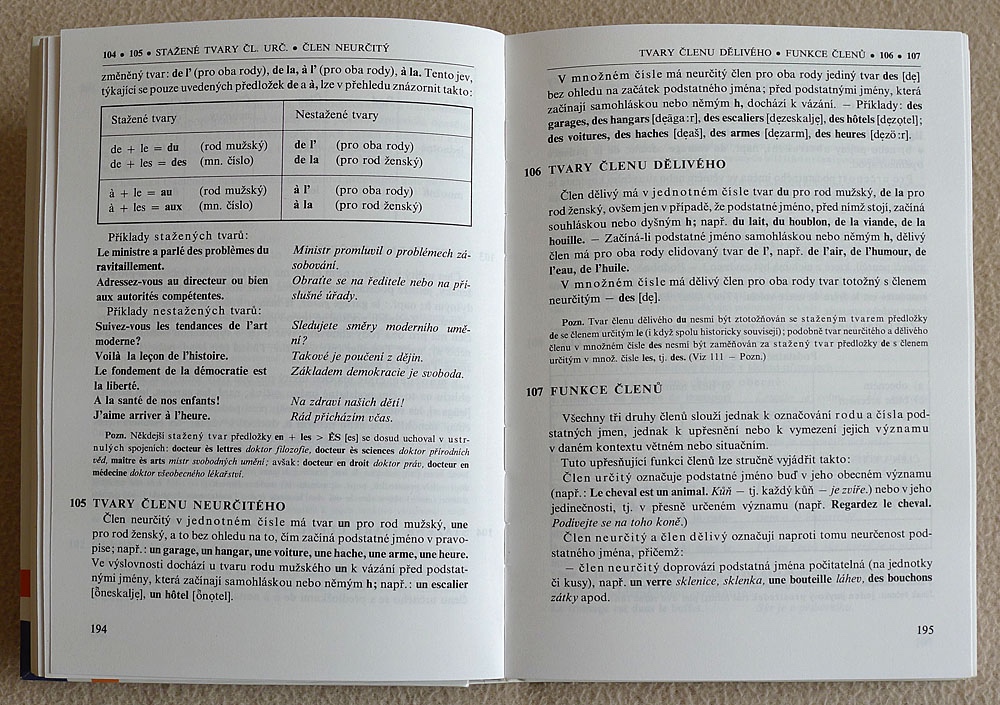 104 • 105 • STAŽENÉ TVARY ČL. URČ. • ČLEN NEURČITÝ
změněný tvar: de l' (pro oba rody), de la, à l' (pro oba rody), à la. Tento jev,
týkající se pouze uvedených předložek de a à, lze v přehledu znázornit takto:
Stažené tvary Nestažené tvary
de + le = du (rod mužský) de l' (pro oba rody)
de + les = des (mn. číslo) de la (pro rod ženský)
à + le = au (rod mužský) à l' (pro oba rody)
à + les = aux (mn. číslo) à la (pro rod ženský)
Příklady stažených tvarů:
Le ministre a parlé des problèmes du Ministr promluvil o problémech zá-
ravitaillement. sobování.
Adressez-vous au directeur ou bien Obraťte se na ředitele nebo na pří-
aux autorités compétentes. slušné úřady.
Příklady nestažených tvarů:
Suivez-vous les tendances de l'art Sledujete směry moderního umě-
moderne? ní?
Voilà la leçon de l'histoire. Takové je poučení z dějin.
Le fondement de la démocratie est Základem demokracie je svoboda.
la liberté.
A la santé de nos enfants! Na zdraví našich dětí!
J'aime arriver à l'heure. Rád přicházím včas.
Pozn. Někdejší stažený tvar předložky en + les > ÈS [es] se dosud uchoval v ustr-
nulých spojeních: docteur ès lettres doktor filozofie, docteur ès sciences doktor přírodních
věd, maître ès arts mistr svobodných umění; avšak: docteur en droit doktor práv, docteur en
médecine doktor všeobecného lékařství.
105 TVARY ČLENU NEURČITÉHO
Člen neurčitý v jednotném čísle má tvar un pro rod mužský, une
pro rod ženský, a to bez ohledu na to, čím začíná podstatné jméno v pravo-
pise; např.: un garage, un hangar, une voiture, une hache, une arme, une heure.
Ve výslovnosti dochází u tvaru rodu mužského un k vázání před podstat-
nými jmény, která začínají samohláskou nebo němým h; např.: un escalier
[õneskalję], un hôtel [õnọtel].
194
TVARY ČLENU DĚLIVÉHO • FUNKCE ČLENŮ • 106 • 107
V množném čísle má neurčitý člen pro oba rody jediný tvar des [dę]
bez ohledu na začátek podstatného jména; před podstatnými jmény, která
začínají samohláskou nebo němým h, dochází k vázání. — Příklady: des
garages, des hangars [dęãga:r], des escaliers [dęzeskalję], des hôtels [dęzọtel];
des voitures, des haches [dęaš], des armes [dęzarm], des heures [dęzö:r].
106 TVARY ČLENU DĚLIVÉHO
Člen dělivý má v jednotném čísle tvar du pro rod mužský, de la pro
rod ženský, ovšem jen v případě, že podstatné jméno, před nímž stojí, začíná
souhláskou nebo dyšným h; např. du lait, du houblon, de la viande, de la
houille. — Začíná-li podstatné jméno samohláskou nebo němým h, dělivý
člen má pro oba rody elidovaný tvar de l', např. de l'air, de l'humour, de
l'eau, de l'huile.
V množném čísle má dělivý člen pro oba rody tvar totožný s členem
neurčitým — des [dę].
Pozn. Tvar členu dělivého du nesmí být ztotožňován se staženým tvarem předložky
de se členem určitým le (i když spolu historicky souvisejí); podobně tvar neurčitého a dělivého
členu v množném čísle des nesmí být zaměňován za stažený tvar předložky de s členem
určitým v množ. čísle les, tj. des. (Viz 111 — Pozn.)
107 FUNKCE ČLENŮ
Všechny tři druhy členů slouží jednak k označování rodu a čísla pod-
statných jmen, jednak k upřesnění nebo k vymezení jejich významu
v daném kontextu větném nebo situačním.
Tuto upřesňující funkci členů lze stručně vyjádřit takto:
Člen určitý označuje podstatné jméno buď v jeho obecném významu
(např.: Le cheval est un animal. Kůň — tj. každý kůň — je zvíře.) nebo v jeho
jedinečnosti, tj. v přesně určeném významu (např. Regardez le cheval.
Podívejte se na toho koně.)
Člen neurčitý a člen dělivý označují naproti tomu neurčenost pod-
statného jména, přičemž:
— člen neurčitý doprovází podstatná jména počitatelná (na jednotky
či kusy), např. un verre sklenice, sklenka, une bouteille láhev, des bouchons
zátky apod.
195